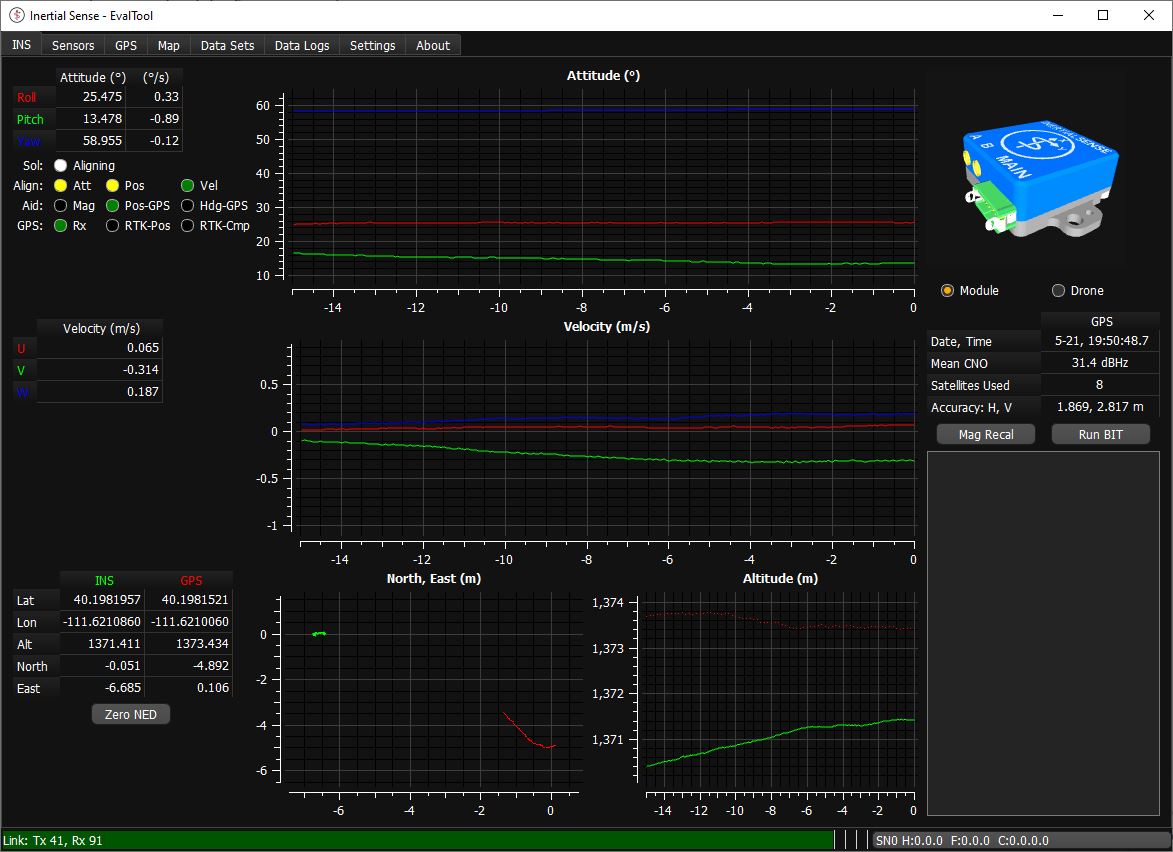 Inertial Sense - EvalTool
INS Sensors GPS Map Data Sets Data Logs Settings About
Attitude (°) (°/s)
Roll 25.475 0.33
Pitch 13.478 -0.89
Yaw 58.955 -0.12
Sol: Aligning
Align: Att Pos Vel
Aid: Mag Pos-GPS Hdg-GPS
GPS: Rx RTK-Pos RTK-Cmp
Attitude (°)
60
50
40
30
20
10
-14 -12 -10 -8 -6 -4 -2 0
INERTIALSENSE
A B MAIN
X Y
Module Drone
Velocity (m/s)
U 0.065
V -0.314
W 0.187
Velocity (m/s)
0.5
0
-0.5
-1
-14 -12 -10 -8 -6 -4 -2 0
GPS
Date, Time 5-21, 19:50:48.7
Mean CNO 31.4 dBHz
Satellites Used 8
Accuracy: H, V 1.869, 2.817 m
Mag Recal Run BIT
INS GPS
Lat 40.1981957 40.1981521
Lon -111.6210860 -111.6210060
Alt 1371.411 1373.434
North -0.051 -4.892
East -6.685 0.106
Zero NED
North, East (m)
0
-2
-4
-6
-6 -4 -2 0
Altitude (m)
1,374
1,373
1,372
1,371
-14 -12 -10 -8 -6 -4 -2 0
Link: Tx 41, Rx 91
SN0 H:0.0.0 F:0.0.0 C:0.0.0.0